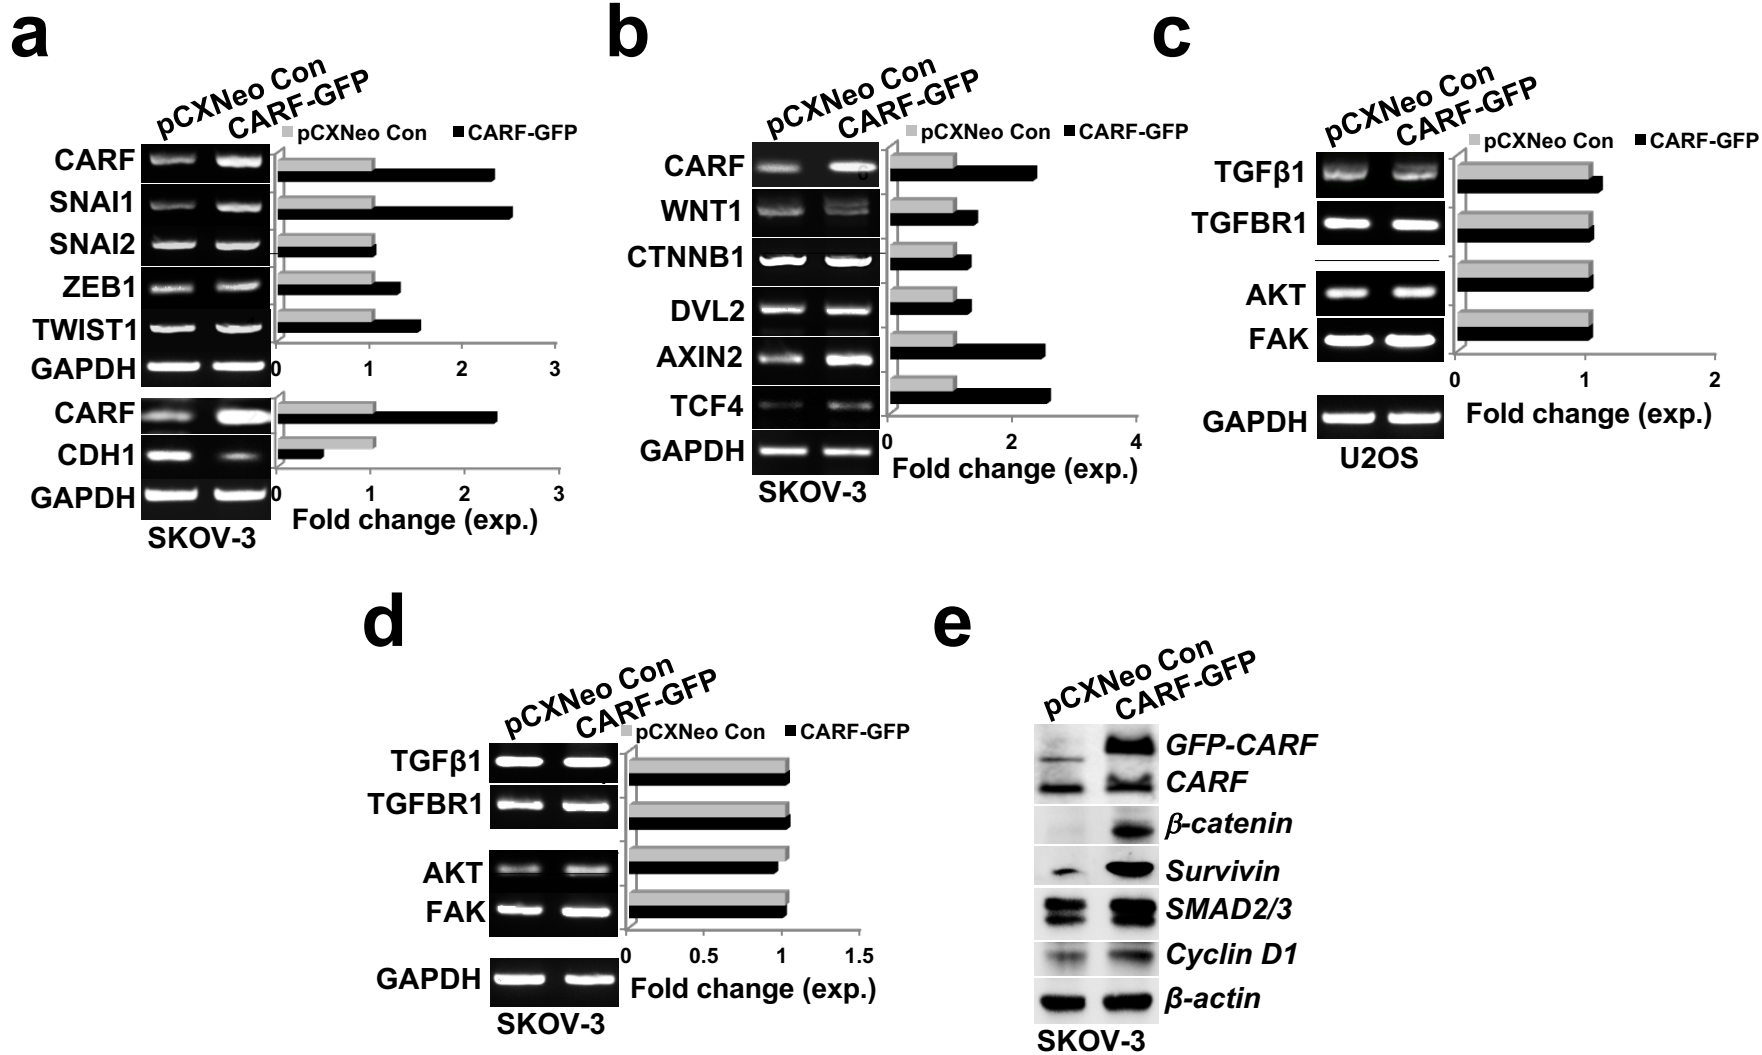 a
pCXNeo Con
CARF-GFP
pCXNeo Con CARF-GFP
CARF
SNAI1
SNAI2
ZEB1
TWIST1
GAPDH
0 1 2 3
CARF
CDH1
GAPDH
0 1 2 3
Fold change (exp.)
SKOV-3
b
pCXNeo Con
CARF-GFP
pCXNeo Con CARF-GFP
CARF
WNT1
CTNNB1
DVL2
AXIN2
TCF4
GAPDH
0 2 4
Fold change (exp.)
SKOV-3
c
pCXNeo Con
CARF-GFP
pCXNeo Con CARF-GFP
TGFβ1
TGFBR1
AKT
FAK
0 1 2
Fold change (exp.)
GAPDH
U2OS
d
pCXNeo Con
CARF-GFP
pCXNeo Con CARF-GFP
TGFβ1
TGFBR1
AKT
FAK
0 0.5 1 1.5
GAPDH
Fold change (exp.)
SKOV-3
e
pCXNeo Con
CARF-GFP
GFP-CARF
CARF
β-catenin
Survivin
SMAD2/3
Cyclin D1
β-actin
SKOV-3